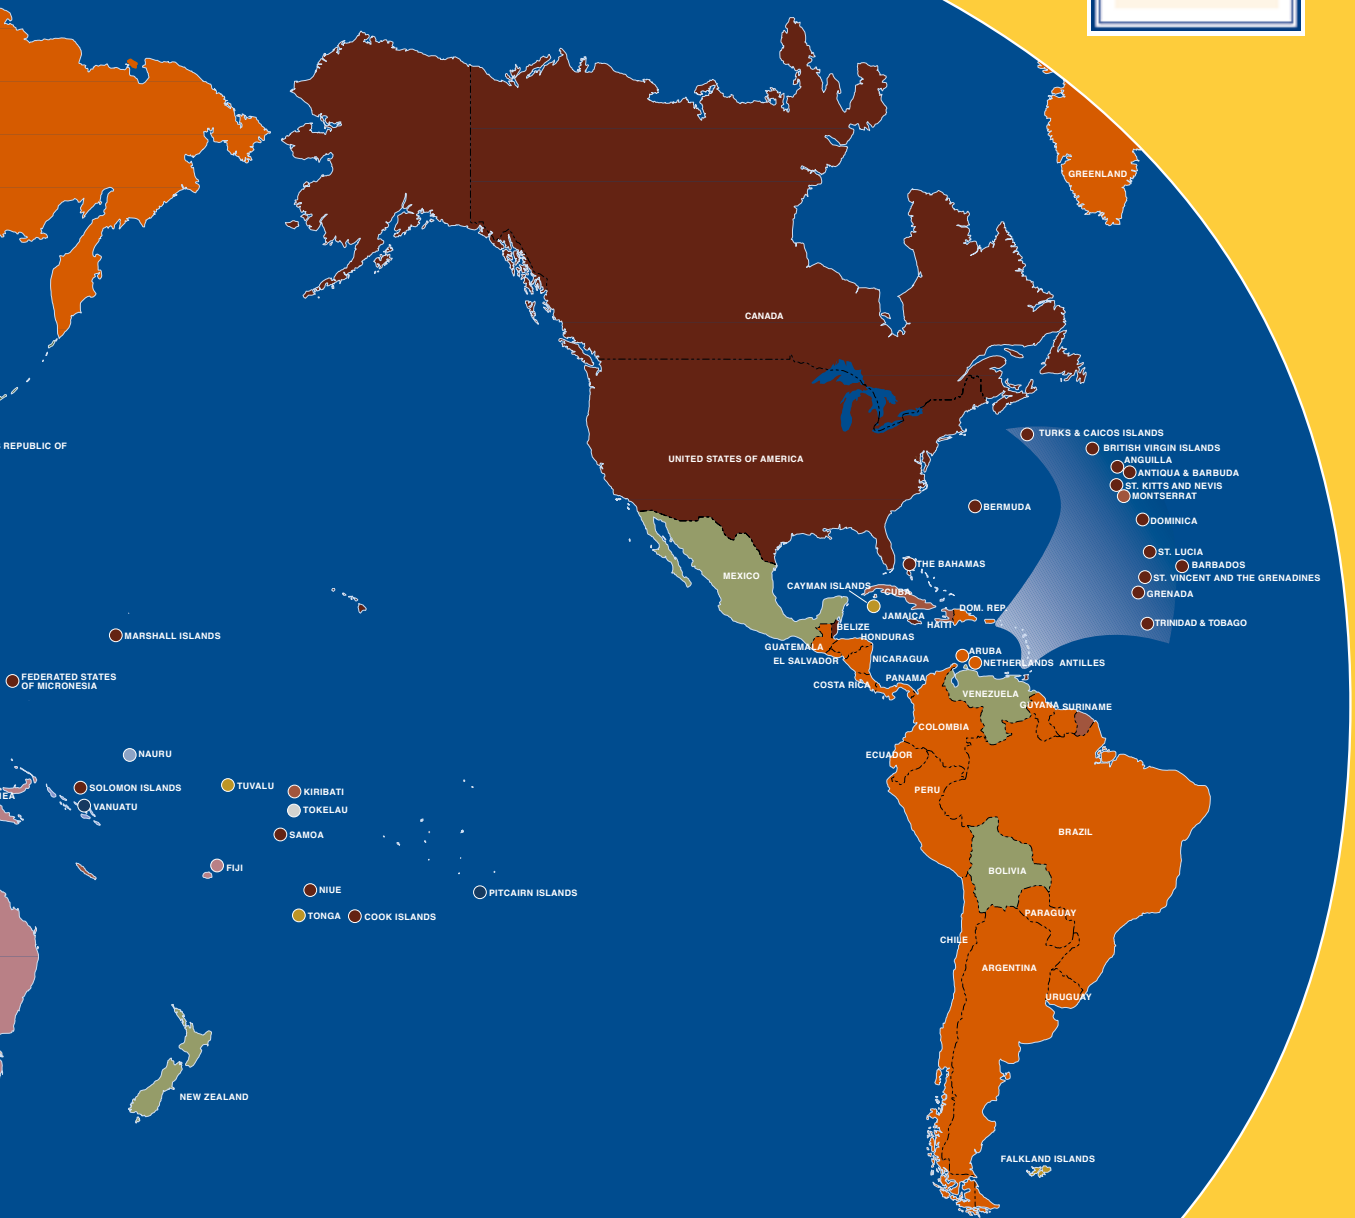 GREENLAND
CANADA
TURKS & CAICOS ISLANDS
REPUBLIC OF
BRITISH VIRGIN ISLANDS
ANGUILLA
UNITED STATES OF AMERICA
ANTIQUA & BARBUDA
ST. KITTS AND NEVIS
MONTSERRAT
BERMUDA
DOMINICA
ST. LUCIA
THE BAHAMAS
BARBADOS
MEXICO
ST. VINCENT AND THE GRENADINES
CAYMAN ISLANDS
CUBA
GRENADA
DOM. REP.
JAMAICA
HAITI
TRINIDAD & TOBAGO
BELIZE
MARSHALL ISLANDS
HONDURAS
GUATEMALA
ARUBA
EL SALVADOR
NICARAGUA
NETHERLANDS ANTILLES
FEDERATED STATES
OF MICRONESIA
PANAMA
COSTA RICA
VENEZUELA
GUYANA
SURINAME
COLOMBIA
NAURU
ECUADOR
SOLOMON ISLANDS
TUVALU
KIRIBATI
PERU
EA
VANUATU
TOKELAU
SAMOA
BRAZIL
FIJI
BOLIVIA
NIUE
PITCAIRN ISLANDS
TONGA
COOK ISLANDS
PARAGUAY
CHILE
ARGENTINA
URUGUAY
NEW ZEALAND
FALKLAND ISLANDS